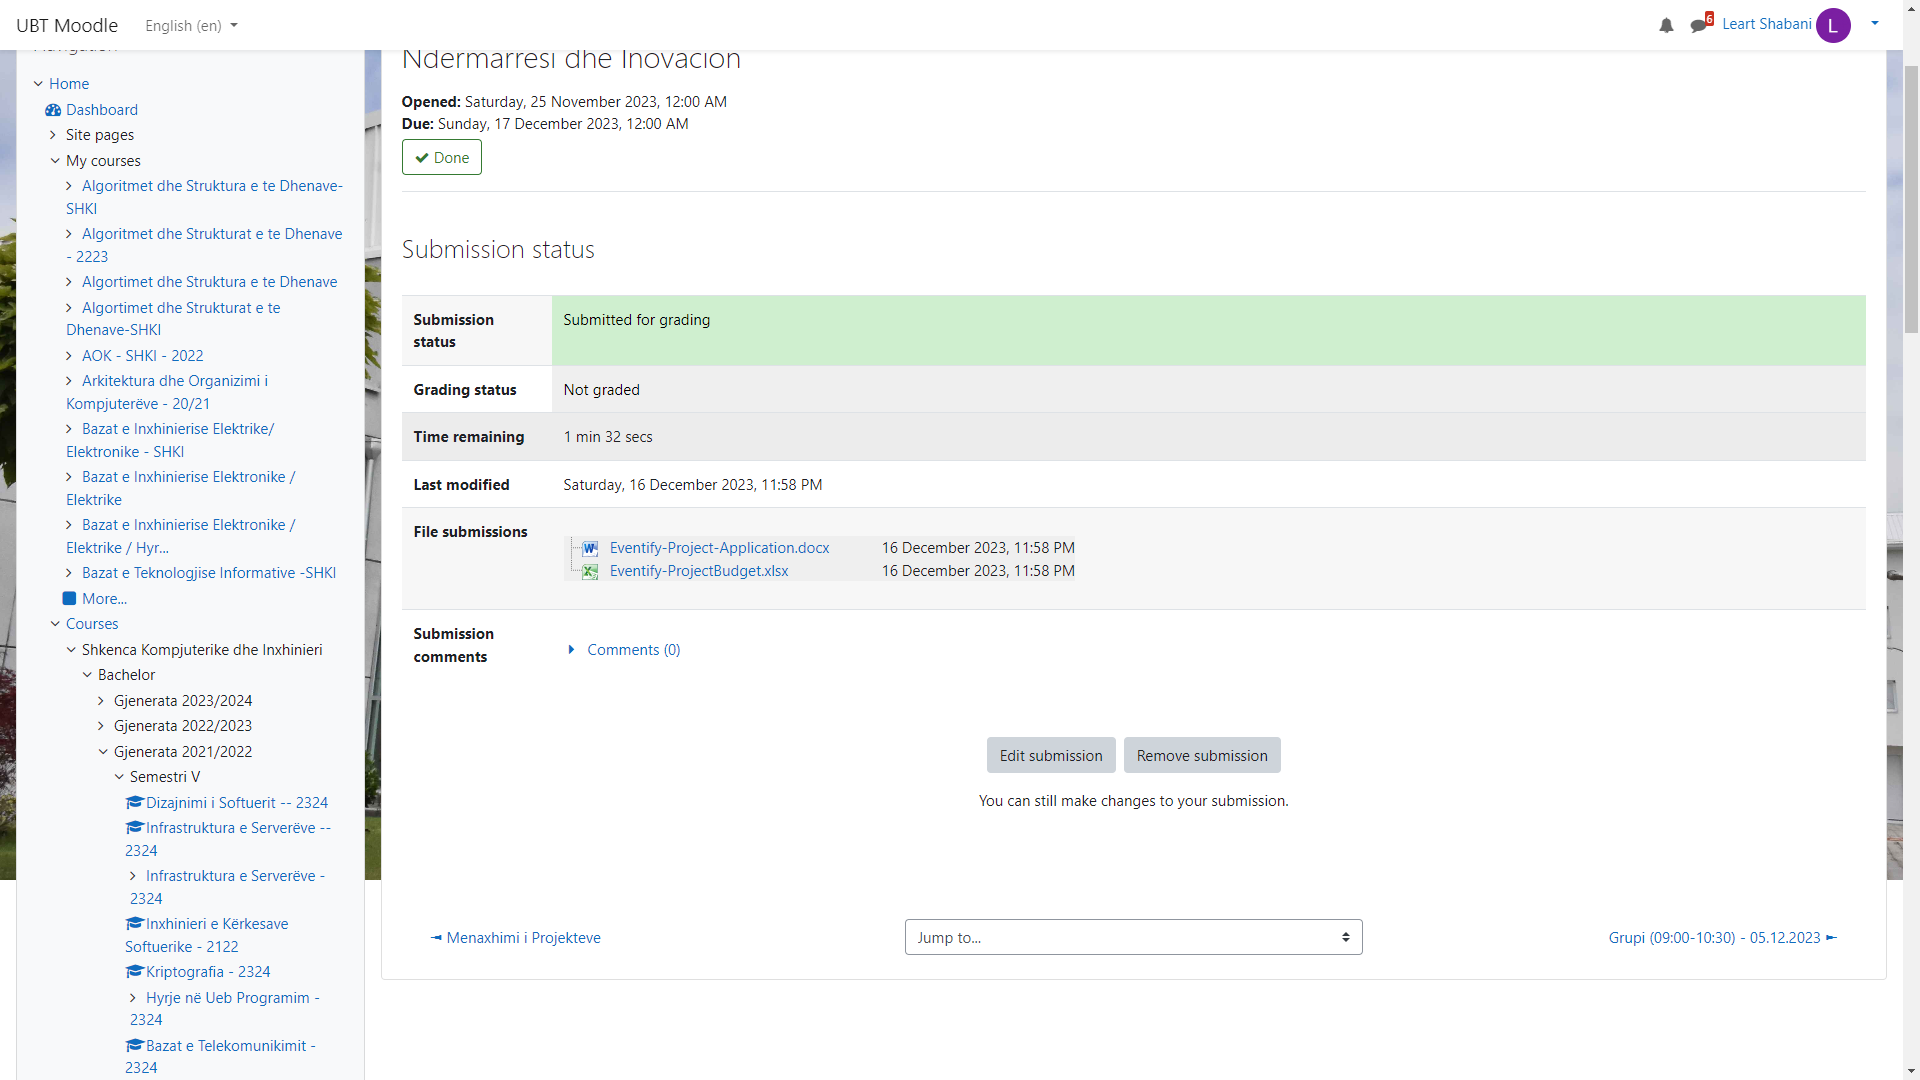 UBT Moodle
English (en)
6
Leart Shabani
L
Home
Dashboard
Site pages
My courses
Algoritmet dhe Struktura e te Dhenave-
SHKI
Algoritmet dhe Strukturat e te Dhenave
- 2223
Algortimet dhe Struktura e te Dhenave
Algortimet dhe Strukturat e te
Dhenave-SHKI
AOK - SHKI - 2022
Arkitektura dhe Organizimi i
Kompjuterëve - 20/21
Bazat e Inxhinierise Elektrike/
Elektronike - SHKI
Bazat e Inxhinierise Elektronike /
Elektrike
Bazat e Inxhinierise Elektronike /
Elektrike / Hyr...
Bazat e Teknologjise Informative -SHKI
More...
Courses
Shkenca Kompjuterike dhe Inxhinieri
Bachelor
Gjenerata 2023/2024
Gjenerata 2022/2023
Gjenerata 2021/2022
Semestri V
Dizajnimi i Softuerit -- 2324
Infrastruktura e Serverëve --
2324
Infrastruktura e Serverëve -
2324
Inxhinieri e Kërkesave
Softuerike - 2122
Kriptografia - 2324
Hyrje në Ueb Programim -
2324
Bazat e Telekomunikimit -
2324
Ndermarresi dhe Inovacion
Opened: Saturday, 25 November 2023, 12:00 AM
Due: Sunday, 17 December 2023, 12:00 AM
Done
Submission status
Submission
status
Submitted for grading
Grading status
Not graded
Time remaining
1 min 32 secs
Last modified
Saturday, 16 December 2023, 11:58 PM
File submissions
Eventify-Project-Application.docx 16 December 2023, 11:58 PM
Eventify-ProjectBudget.xlsx 16 December 2023, 11:58 PM
Submission
comments
Comments (0)
Edit submission
Remove submission
You can still make changes to your submission.
◄ Menaxhimi i Projekteve
Jump to...
Grupi (09:00-10:30) - 05.12.2023 ►